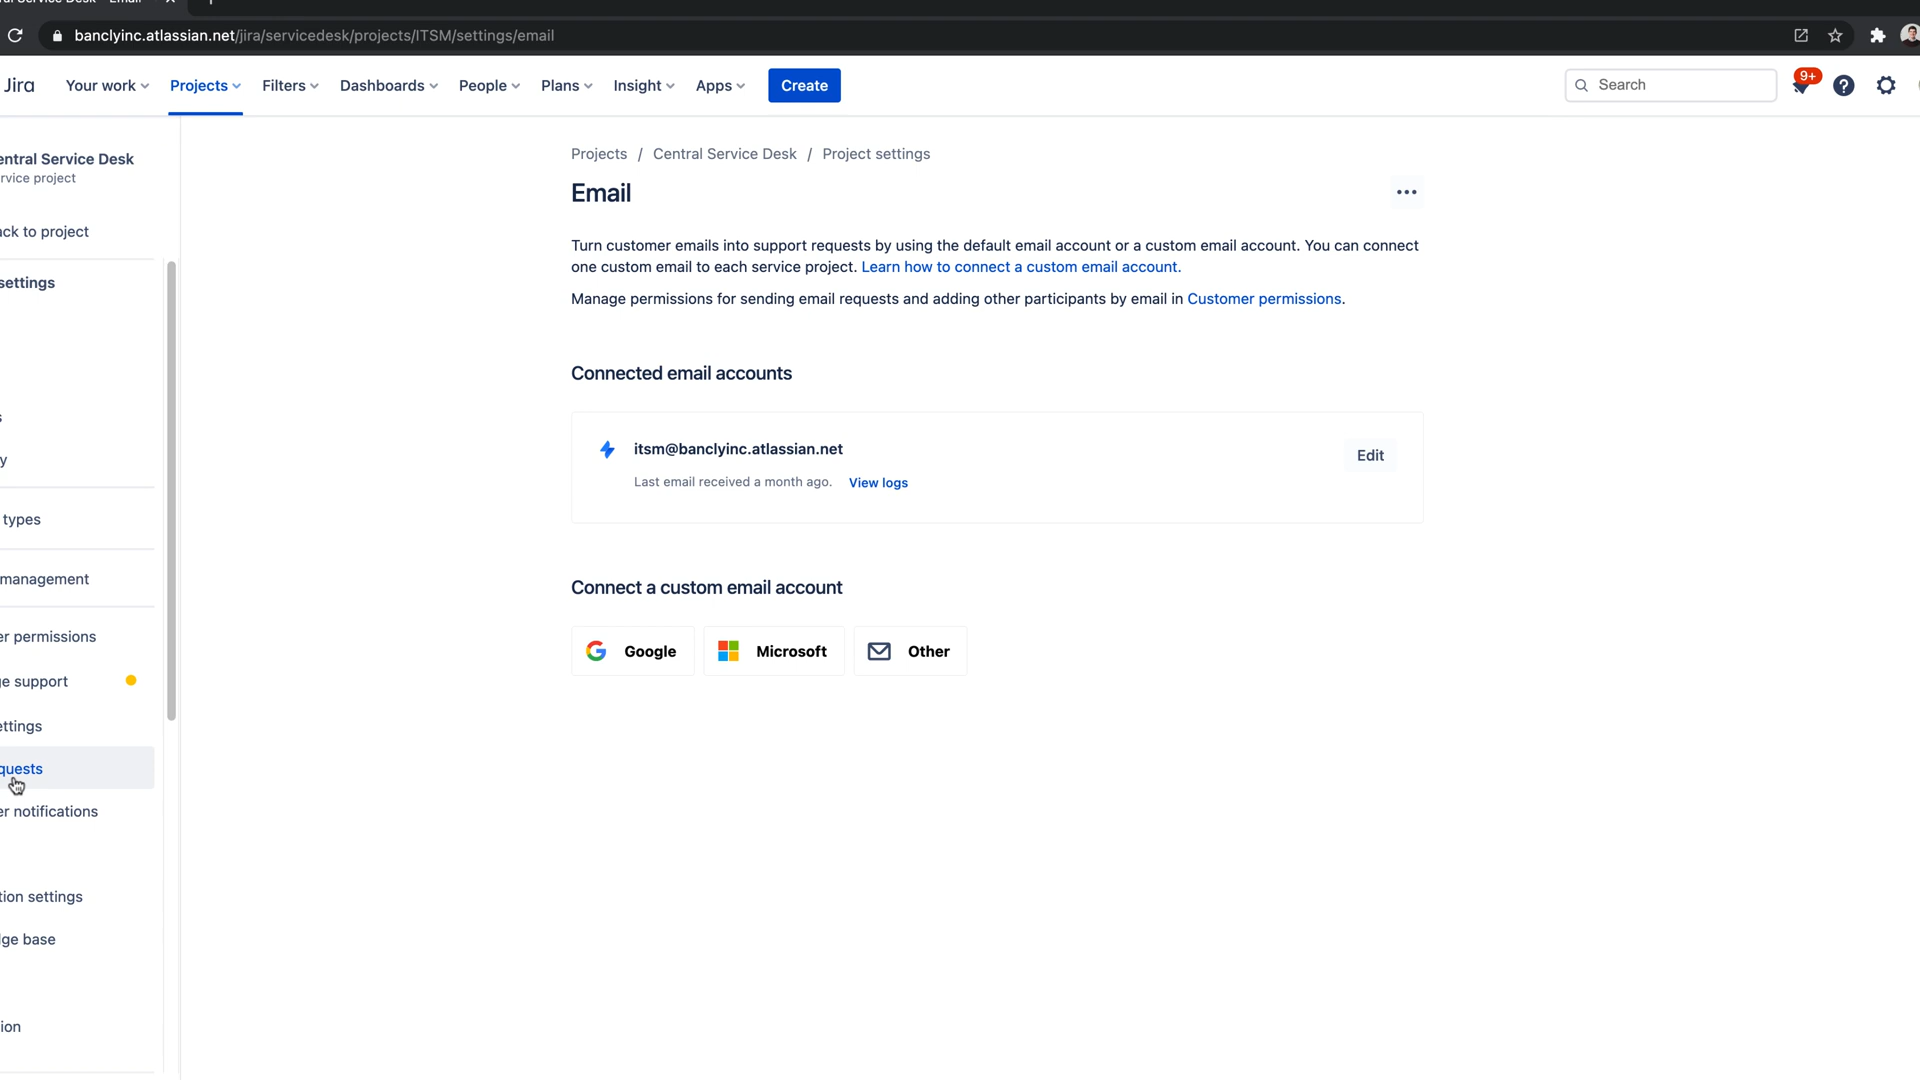 banclyinc.atlassian.net/jira/servicedesk/projects/ITSM/settings/email
Jira
Your work
Projects
Filters
Dashboards
People
Plans
Insight
Apps
Create
Search
9+
entral Service Desk
rvice project
ack to project
settings
s
y
types
management
er permissions
ge support
ettings
quests
er notifications
tion settings
lge base
ion
Projects / Central Service Desk / Project settings
Email
Turn customer emails into support requests by using the default email account or a custom email account. You can connect
one custom email to each service project. Learn how to connect a custom email account.
Manage permissions for sending email requests and adding other participants by email in Customer permissions.
Connected email accounts
itsm@banclyinc.atlassian.net
Edit
Last email received a month ago. View logs
Connect a custom email account
Google
Microsoft
Other